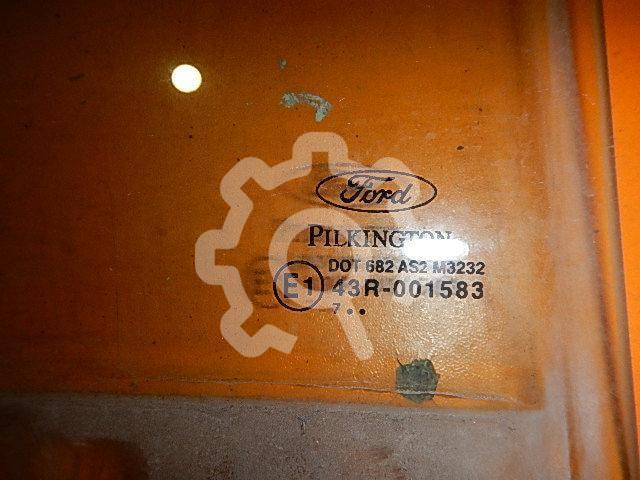 Ford
PILKINGTON
DOT 682 AS2 M3232
E1 43R-001583
7 ••